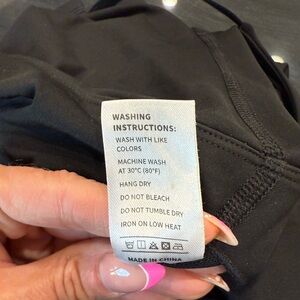 WASHING
INSTRUCTIONS:
WASH WITH LIKE
COLORS
MACHINE WASH
AT 30°C (80°F)
HANG DRY
DO NOT BLEACH
DO NOT TUMBLE DRY
IRON ON LOW HEAT
MADE IN CHINA